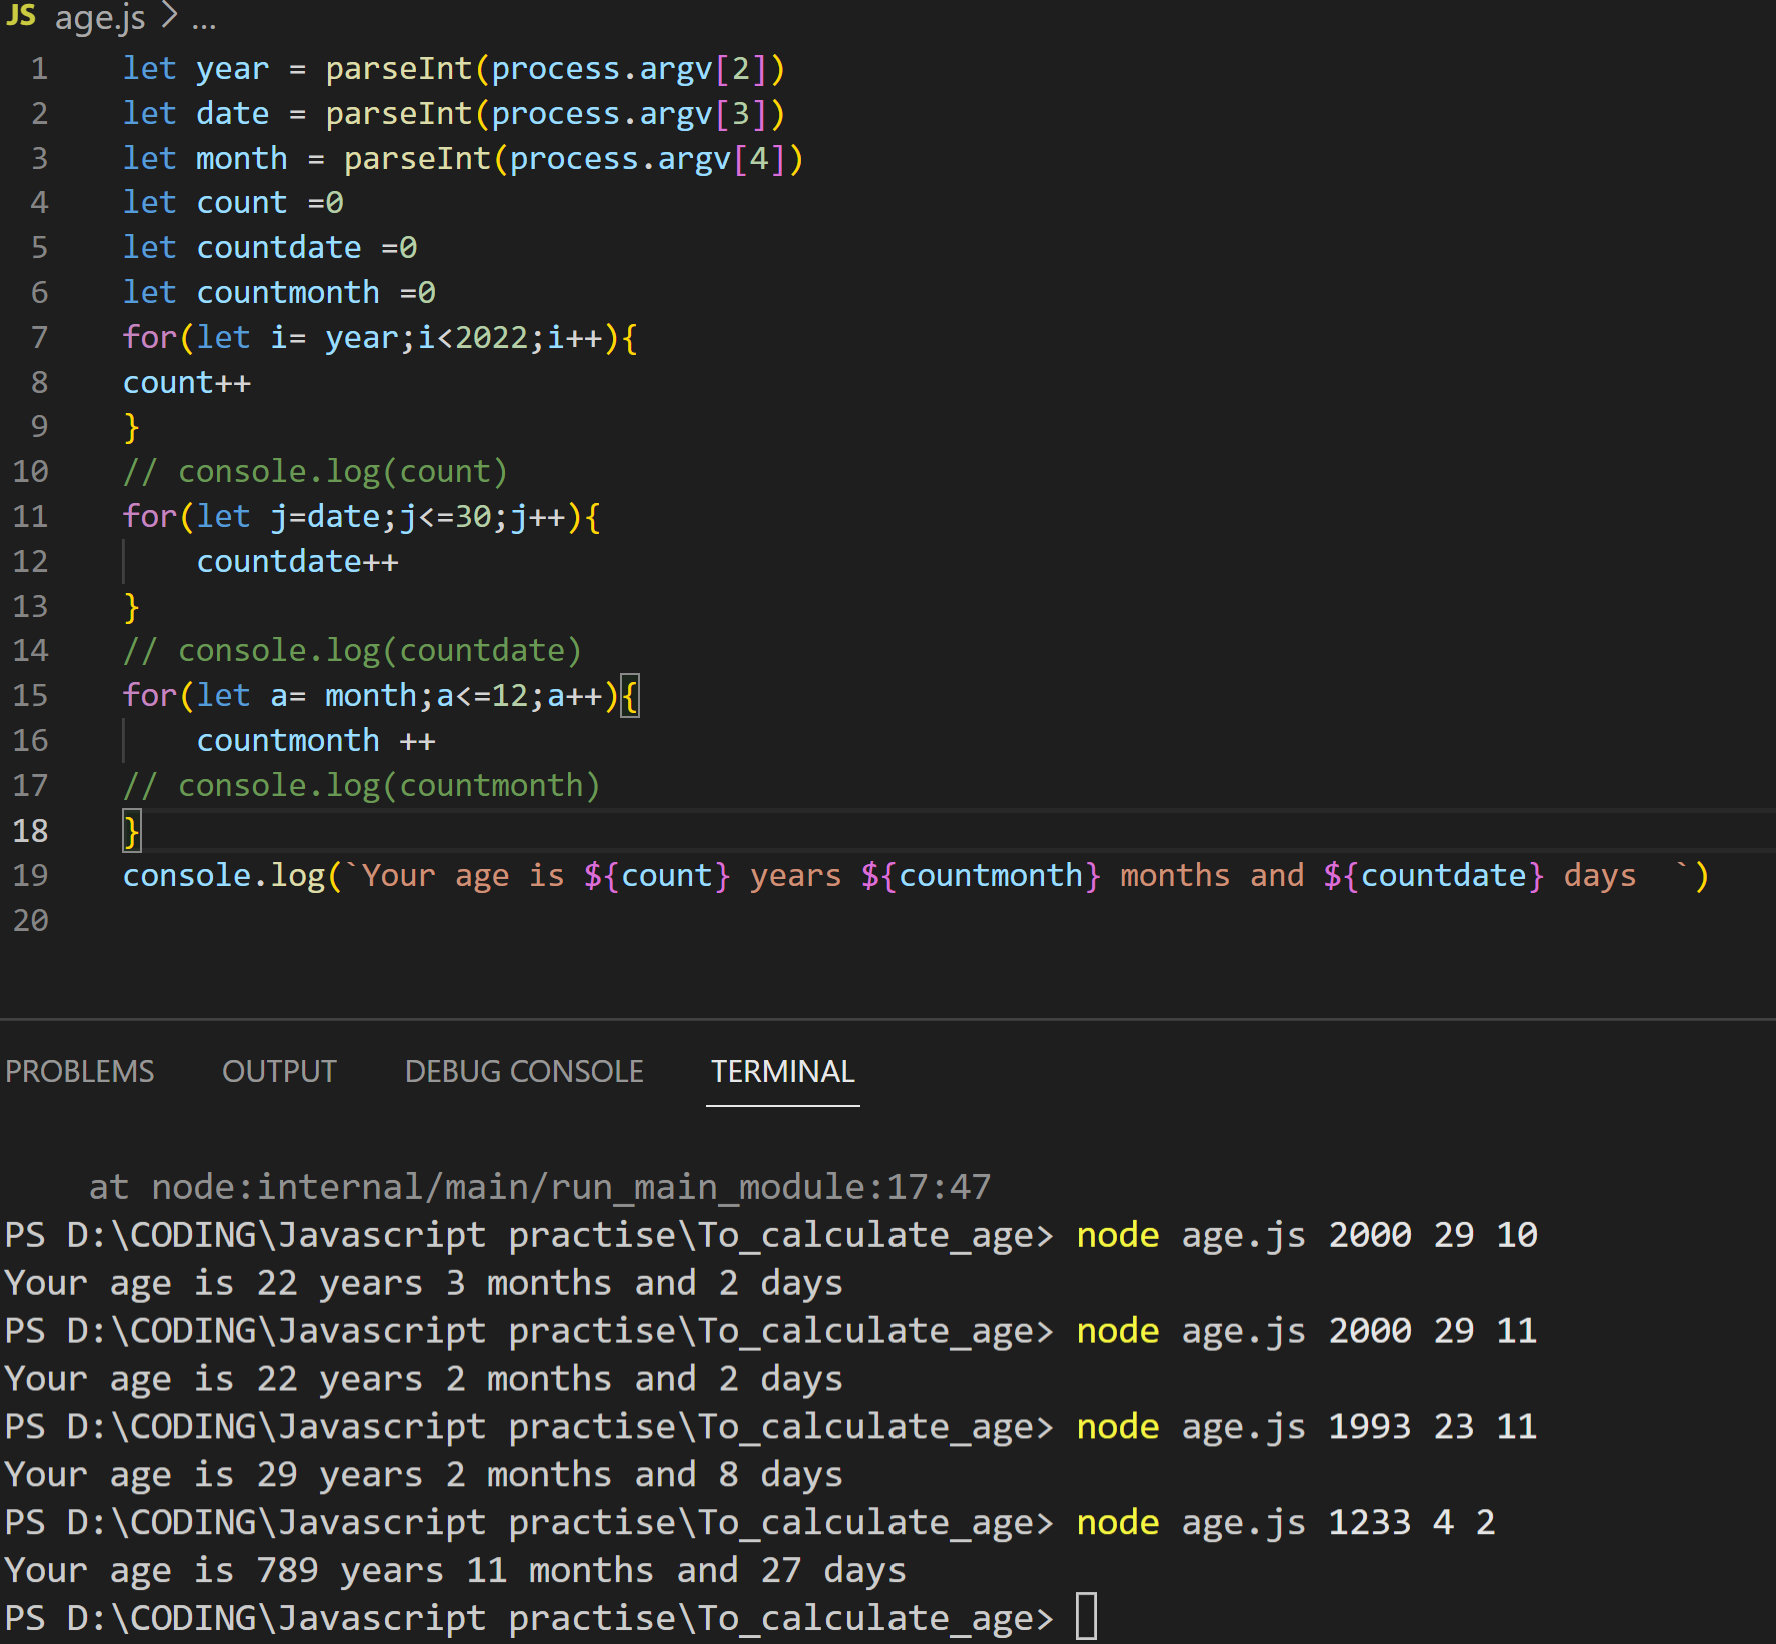 JS age.js > ...
1 let year = parseInt(process.argv[2])
2 let date = parseInt(process.argv[3])
3 let month = parseInt(process.argv[4])
4 let count =0
5 let countdate =0
6 let countmonth =0
7 for(let i= year;i<2022;i++){
8 count++
9 }
10 // console.log(count)
11 for(let j=date;j<=30;j++){
12     countdate++
13 }
14 // console.log(countdate)
15 for(let a= month;a<=12;a++){
16     countmonth ++
17 // console.log(countmonth)
18 }
19 console.log(`Your age is ${count} years ${countmonth} months and ${countdate} days  `)
20
PROBLEMS OUTPUT DEBUG CONSOLE TERMINAL
    at node:internal/main/run_main_module:17:47
PS D:\CODING\Javascript practise\To_calculate_age> node age.js 2000 29 10
Your age is 22 years 3 months and 2 days
PS D:\CODING\Javascript practise\To_calculate_age> node age.js 2000 29 11
Your age is 22 years 2 months and 2 days
PS D:\CODING\Javascript practise\To_calculate_age> node age.js 1993 23 11
Your age is 29 years 2 months and 8 days
PS D:\CODING\Javascript practise\To_calculate_age> node age.js 1233 4 2
Your age is 789 years 11 months and 27 days
PS D:\CODING\Javascript practise\To_calculate_age>